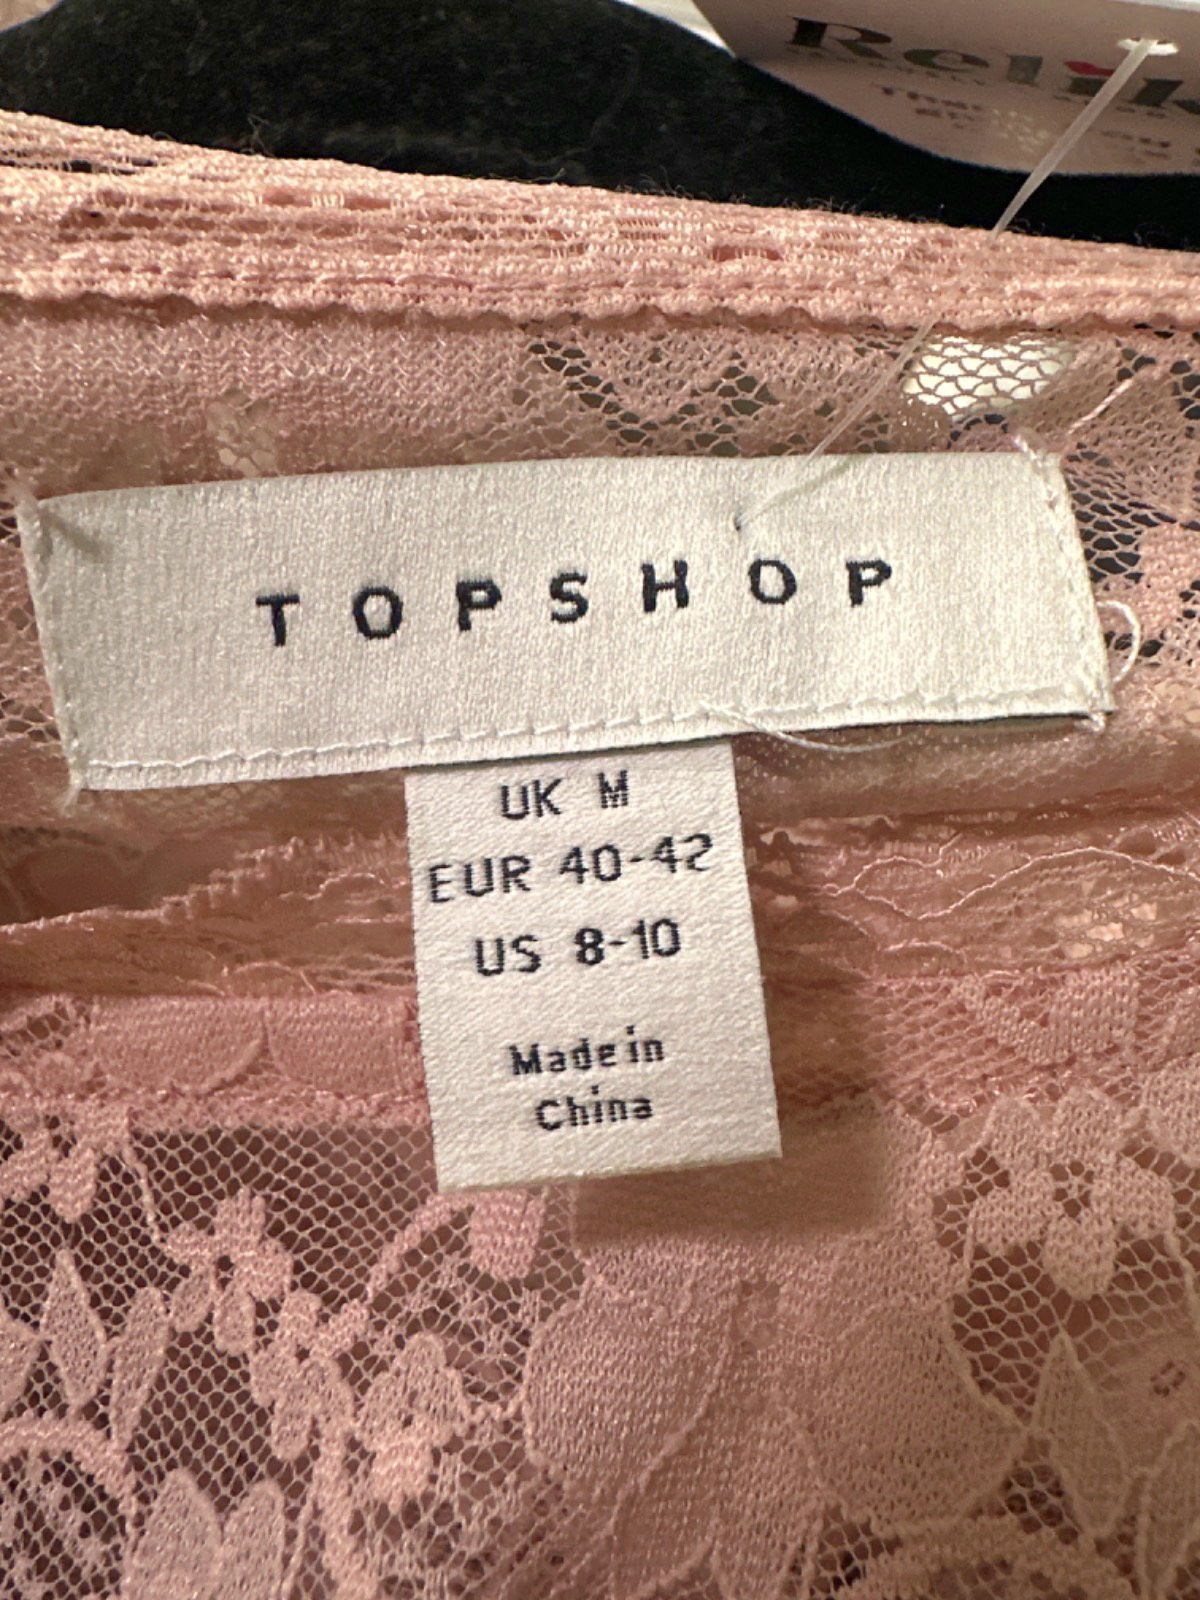 TOPSHOP
UK M
EUR 40-42
US 8-10
Made in
China